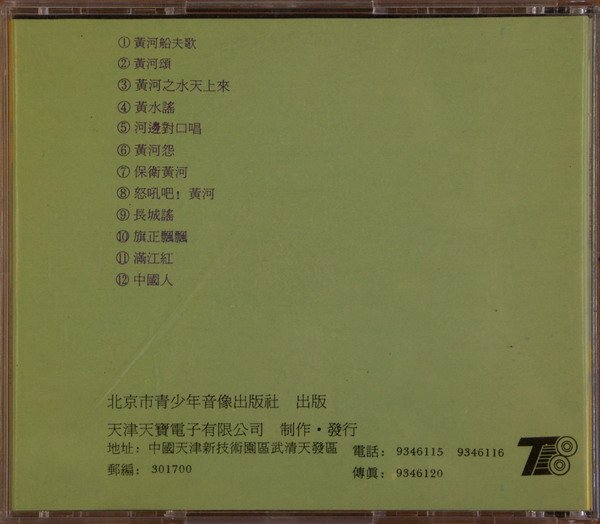 ① 黃河船夫歌
② 黃河頌
③ 黃河之水天上來
④ 黃水謠
⑤ 河邊對口唱
⑥ 黃河怨
⑦ 保衛黃河
⑧ 怒吼吧！黃河
⑨ 長城謠
⑩ 旗正飄飄
⑪ 滿江紅
⑫ 中國人
北京市青少年音像出版社 出版
天津天寶電子有限公司 制作·發行
地址：中國天津新技術園區武清天發區 電話：9346115 9346116
郵編：301700 傳眞：9346120